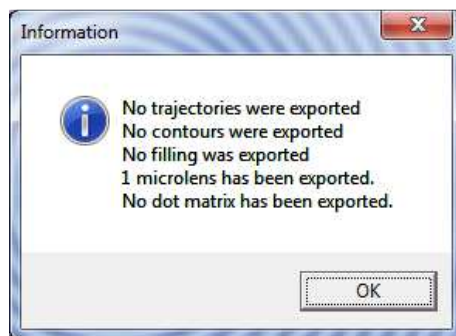 Information
No trajectories were exported
No contours were exported
No filling was exported
1 microlens has been exported.
No dot matrix has been exported.
OK